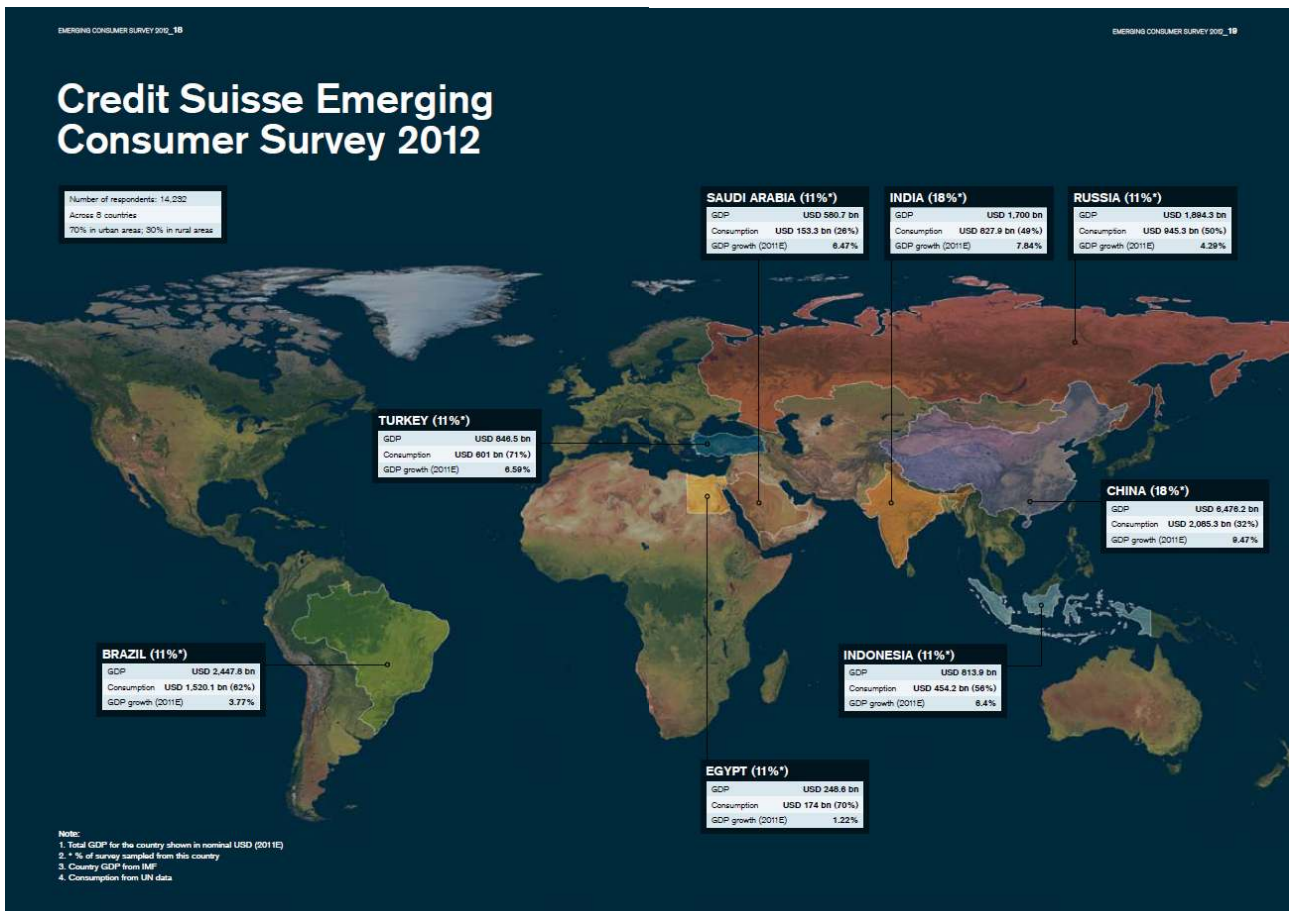 EMERGING CONSUMER SURVEY 2012_18
EMERGING CONSUMER SURVEY 2012_19
Credit Suisse Emerging
Consumer Survey 2012
Number of respondents: 14,232
Across 8 countries
70% in urban areas; 30% in rural areas
SAUDI ARABIA (11%*)
GDP USD 580.7 bn
Consumption USD 153.3 bn (26%)
GDP growth (2011E) 6.47%
INDIA (18%*)
GDP USD 1,700 bn
Consumption USD 827.9 bn (49%)
GDP growth (2011E) 7.84%
RUSSIA (11%*)
GDP USD 1,894.3 bn
Consumption USD 945.3 bn (50%)
GDP growth (2011E) 4.29%
TURKEY (11%*)
GDP USD 846.5 bn
Consumption USD 601 bn (71%)
GDP growth (2011E) 6.59%
CHINA (18%*)
GDP USD 6,476.2 bn
Consumption USD 2,085.3 bn (32%)
GDP growth (2011E) 9.47%
BRAZIL (11%*)
GDP USD 2,447.8 bn
Consumption USD 1,520.1 bn (62%)
GDP growth (2011E) 3.77%
INDONESIA (11%*)
GDP USD 813.9 bn
Consumption USD 454.2 bn (56%)
GDP growth (2011E) 6.4%
EGYPT (11%*)
GDP USD 248.6 bn
Consumption USD 174 bn (70%)
GDP growth (2011E) 1.22%
Note:
1. Total GDP for the country shown in nominal USD (2011E)
2. * % of survey sampled from this country
3. Country GDP from IMF
4. Consumption from UN data